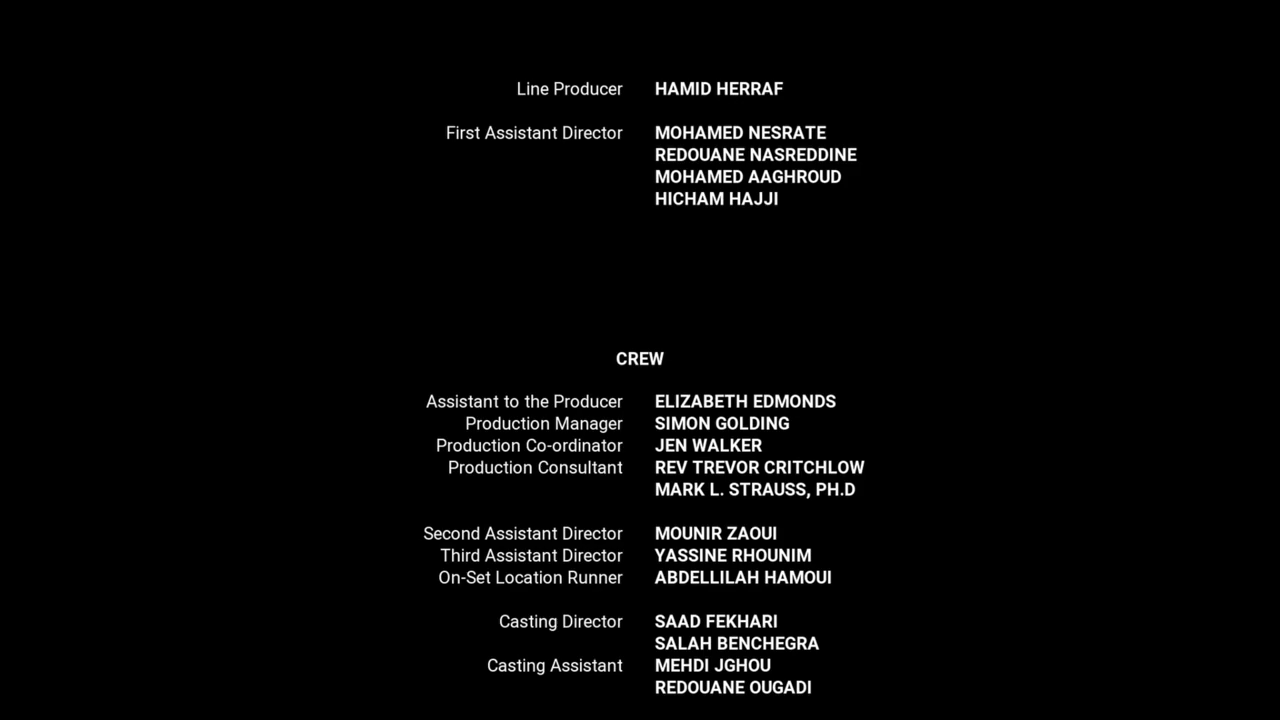 Line Producer HAMID HERRAF
First Assistant Director MOHAMED NESRATE
REDOUANE NASREDDINE
MOHAMED AAGHROUD
HICHAM HAJJI
CREW
Assistant to the Producer ELIZABETH EDMONDS
Production Manager SIMON GOLDING
Production Co-ordinator JEN WALKER
Production Consultant REV TREVOR CRITCHLOW
MARK L. STRAUSS, PH.D
Second Assistant Director MOUNIR ZAOUI
Third Assistant Director YASSINE RHOUNIM
On-Set Location Runner ABDELLILAH HAMOUI
Casting Director SAAD FEKHARI
SALAH BENCHEGRA
Casting Assistant MEHDI JGHOU
REDOUANE OUGADI